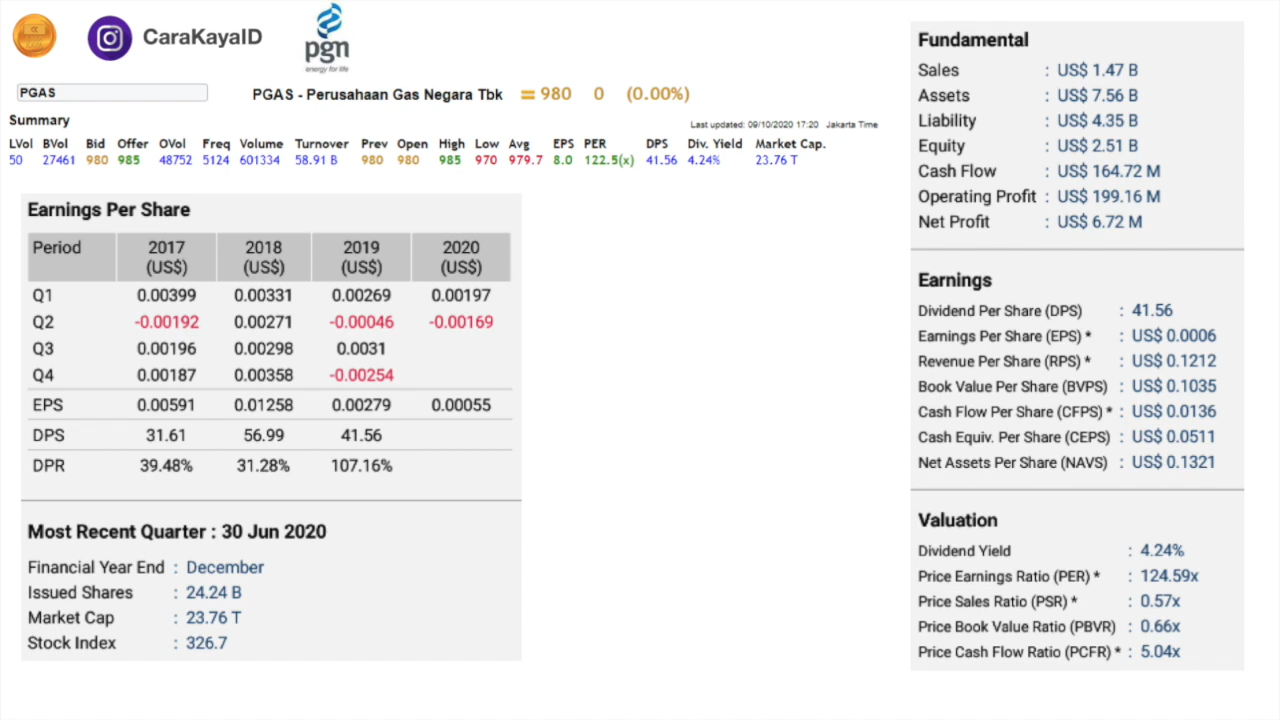 CaraKayaID
pgn
energy for life
PGAS
PGAS - Perusahaan Gas Negara Tbk = 980 0 (0.00%)
Summary
Last updated: 09/10/2020 17:20 Jakarta Time
LVol BVol Bid Offer OVol Freq Volume Turnover Prev Open High Low Avg EPS PER DPS Div. Yield Market Cap.
50 27461 980 985 48752 5124 601334 58.91 B 980 980 985 970 979.7 8.0 122.5(x) 41.56 4.24% 23.76 T
Earnings Per Share
Period 2017 2018 2019 2020
(US$) (US$) (US$) (US$)
Q1 0.00399 0.00331 0.00269 0.00197
Q2 -0.00192 0.00271 -0.00046 -0.00169
Q3 0.00196 0.00298 0.0031
Q4 0.00187 0.00358 -0.00254
EPS 0.00591 0.01258 0.00279 0.00055
DPS 31.61 56.99 41.56
DPR 39.48% 31.28% 107.16%
Most Recent Quarter : 30 Jun 2020
Financial Year End : December
Issued Shares : 24.24 B
Market Cap : 23.76 T
Stock Index : 326.7
Fundamental
Sales : US$ 1.47 B
Assets : US$ 7.56 B
Liability : US$ 4.35 B
Equity : US$ 2.51 B
Cash Flow : US$ 164.72 M
Operating Profit : US$ 199.16 M
Net Profit : US$ 6.72 M
Earnings
Dividend Per Share (DPS) : 41.56
Earnings Per Share (EPS) * : US$ 0.0006
Revenue Per Share (RPS) * : US$ 0.1212
Book Value Per Share (BVPS) : US$ 0.1035
Cash Flow Per Share (CFPS) * : US$ 0.0136
Cash Equiv. Per Share (CEPS) : US$ 0.0511
Net Assets Per Share (NAVS) : US$ 0.1321
Valuation
Dividend Yield : 4.24%
Price Earnings Ratio (PER) * : 124.59x
Price Sales Ratio (PSR) * : 0.57x
Price Book Value Ratio (PBVR) : 0.66x
Price Cash Flow Ratio (PCFR) * : 5.04x